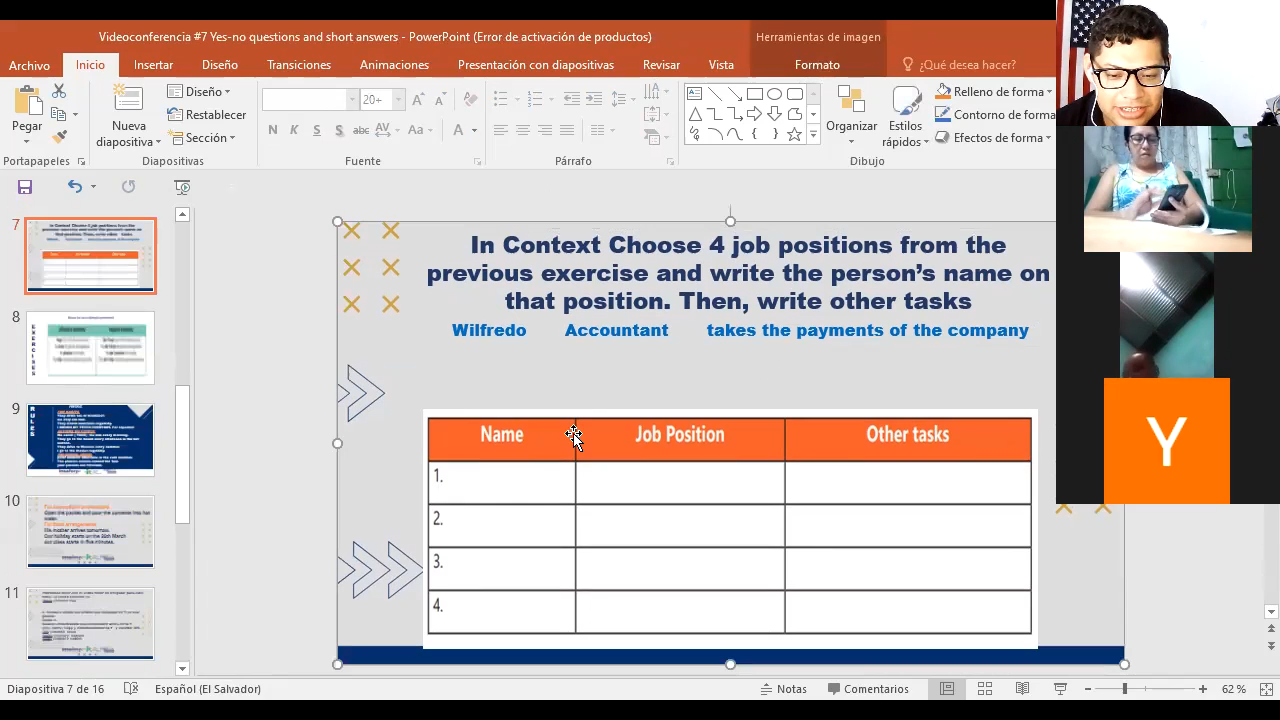 Videoconferencia #7 Yes-no questions and short answers - PowerPoint (Error de activación de productos)
Herramientas de imagen
Archivo Inicio Insertar Diseño Transiciones Animaciones Presentación con diapositivas Revisar Vista Formato ¿Qué desea hacer?
Pegar
Nueva diapositiva
Diseño
Restablecer
Sección
20+
N K S S abc AV Aa A
Organizar
Estilos rápidos
Relleno de forma
Contorno de forma
Efectos de forma
Portapapeles Diapositivas Fuente Párrafo Dibujo
7
8
9
10
11
In Context Choose 4 job positions from the
previous exercise and write the person's name on
that position. Then, write other tasks
Wilfredo Accountant takes the payments of the company
Name Job Position Other tasks
1.
2.
3.
4.
Y
Diapositiva 7 de 16 Español (El Salvador) Notas Comentarios 62 %